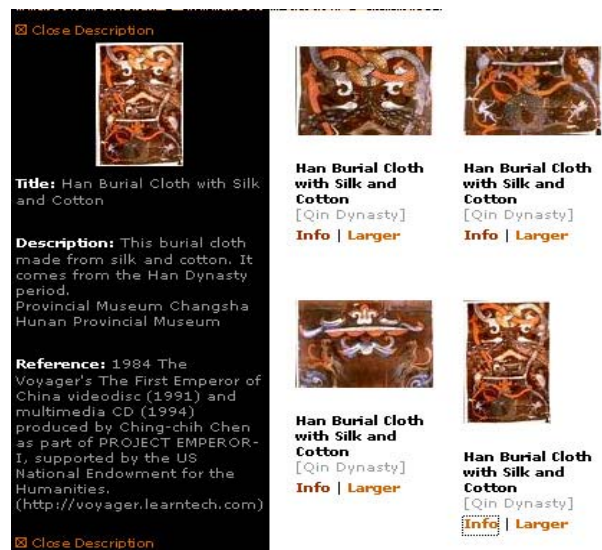 Close Description
Title: Han Burial Cloth with Silk
and Cotton
Description: This burial cloth
made from silk and cotton. It
comes from the Han Dynasty
period.
Provincial Museum Changsha
Hunan Provincial Museum
Reference: 1984 The
Voyager's The First Emperor of
China videodisc (1991) and
multimedia CD (1994)
produced by Ching-chih Chen
as part of PROJECT EMPEROR-
I, supported by the US
National Endowment for the
Humanities.
(http://voyager.learntech.com)
Close Description
Han Burial Cloth
with Silk and
Cotton
[Qin Dynasty]
Info | Larger
Han Burial Cloth
with Silk and
Cotton
[Qin Dynasty]
Info | Larger
Han Burial Cloth
with Silk and
Cotton
[Qin Dynasty]
Info | Larger
Han Burial Cloth
with Silk and
Cotton
[Qin Dynasty]
Info | Larger